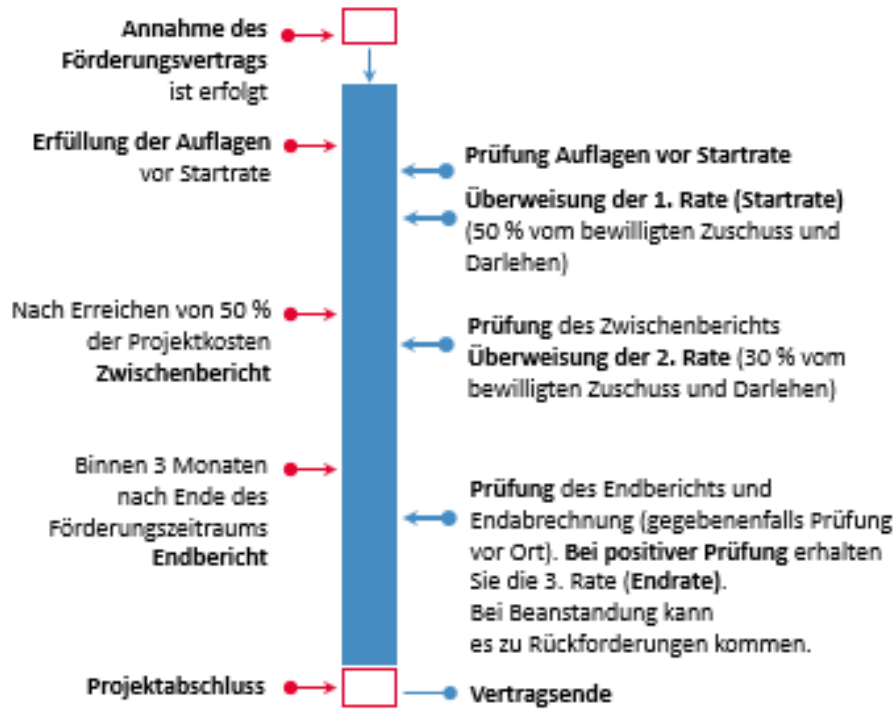 Annahme des
Förderungsvertrags
ist erfolgt
Erfüllung der Auflagen
vor Startrate
Prüfung Auflagen vor Startrate
Überweisung der 1. Rate (Startrate)
(50 % vom bewilligten Zuschuss und
Darlehen)
Nach Erreichen von 50 %
der Projektkosten
Zwischenbericht
Prüfung des Zwischenberichts
Überweisung der 2. Rate (30 % vom
bewilligten Zuschuss und Darlehen)
Binnen 3 Monaten
nach Ende des
Förderungszeitraums
Endbericht
Prüfung des Endberichts und
Endabrechnung (gegebenenfalls Prüfung
vor Ort). Bei positiver Prüfung erhalten
Sie die 3. Rate (Endrate).
Bei Beanstandung kann
es zu Rückforderungen kommen.
Projektabschluss
Vertragsende